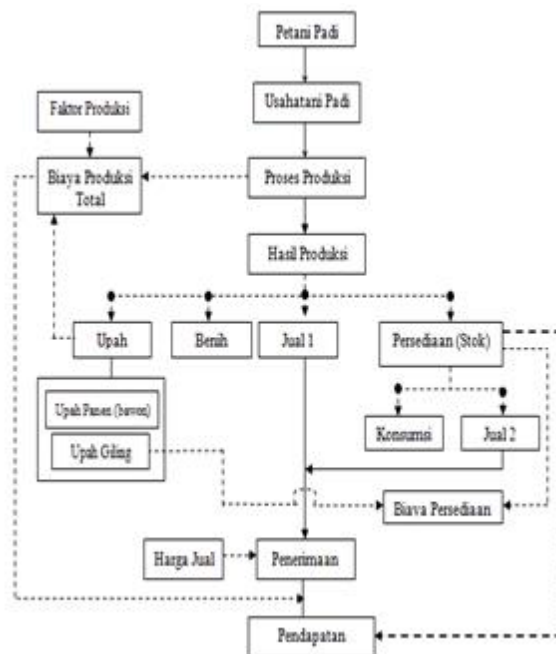 Petani Padi
Usahatani Padi
Faktor Produksi
Biaya Produksi
Total
Proses Produksi
Hasil Produksi
Upah
Benih
Jual 1
Persediaan (Stok)
Upah Panen (bawon)
Upah Giling
Konsumsi
Jual 2
Biaya Persediaan
Harga Jual
Penerimaan
Pendapatan